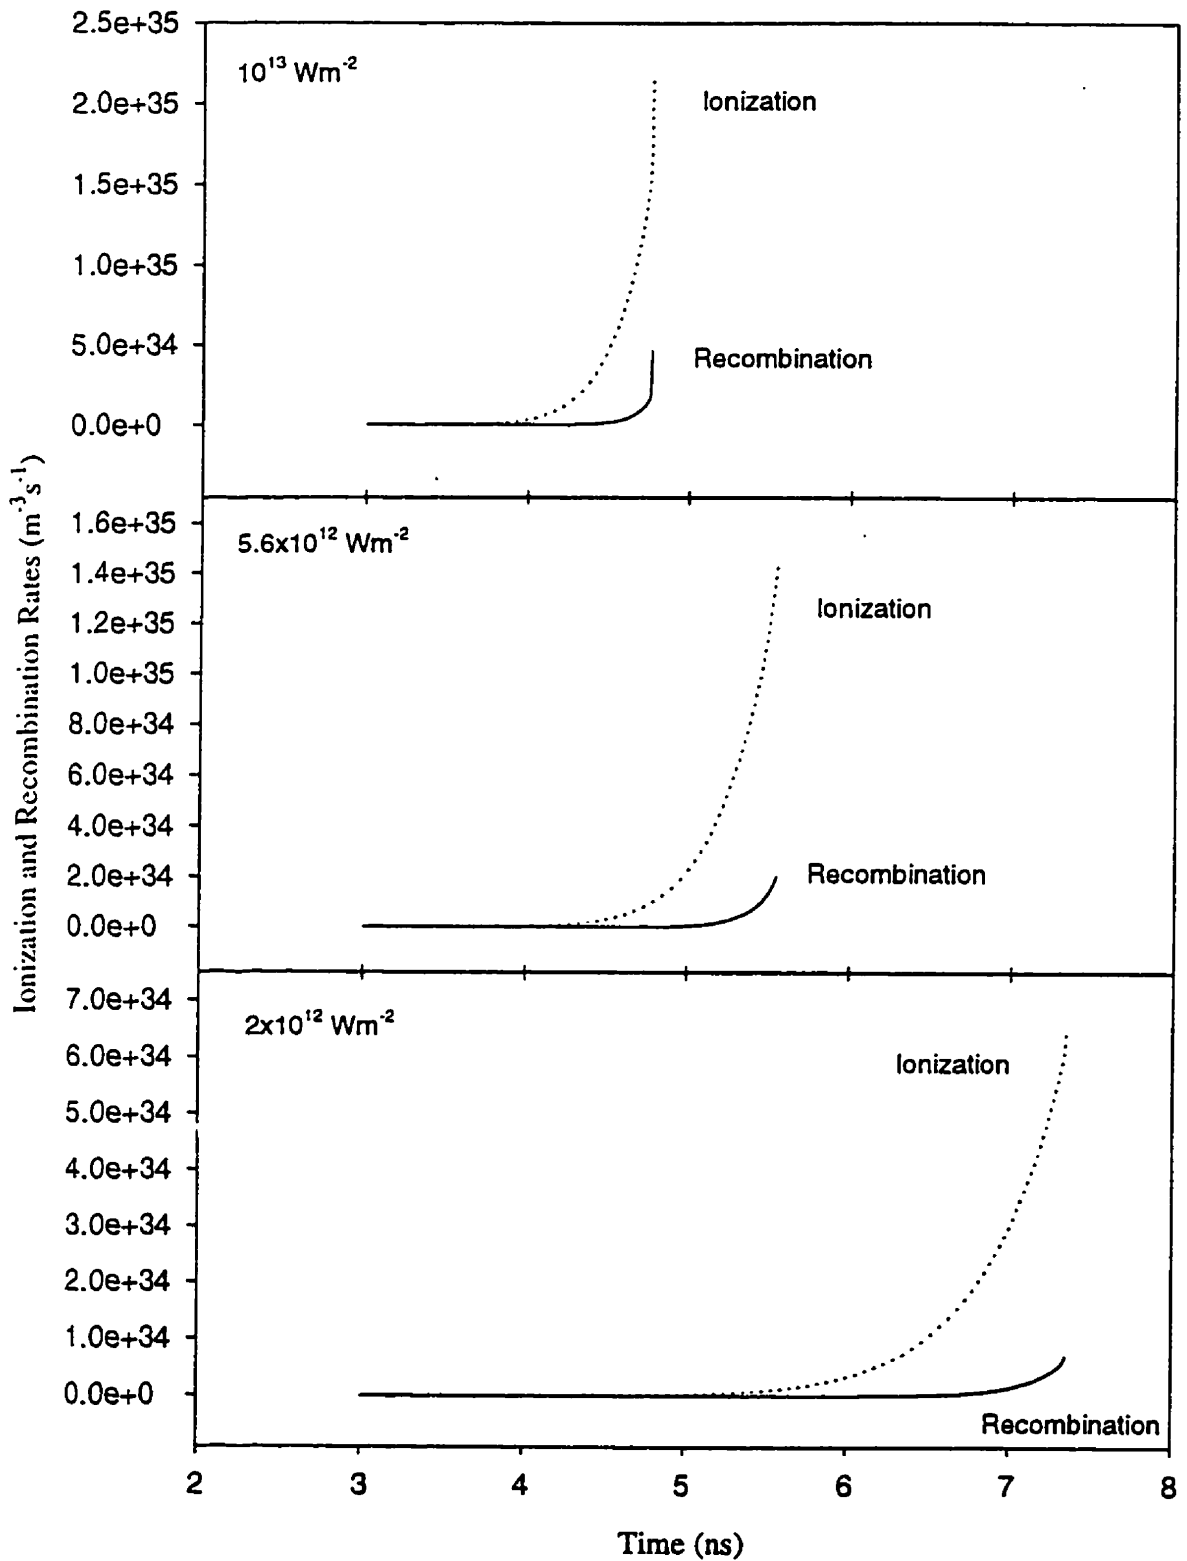 Ionization and Recombination Rates (m⁻³s⁻¹)
2.5e+35
2.0e+35
1.5e+35
1.0e+35
5.0e+34
0.0e+0
10¹³ Wm⁻²
Ionization
Recombination
1.6e+35
1.4e+35
1.2e+35
1.0e+35
8.0e+34
6.0e+34
4.0e+34
2.0e+34
0.0e+0
5.6x10¹² Wm⁻²
Ionization
Recombination
7.0e+34
6.0e+34
5.0e+34
4.0e+34
3.0e+34
2.0e+34
1.0e+34
0.0e+0
2x10¹² Wm⁻²
Ionization
Recombination
2 3 4 5 6 7 8
Time (ns)